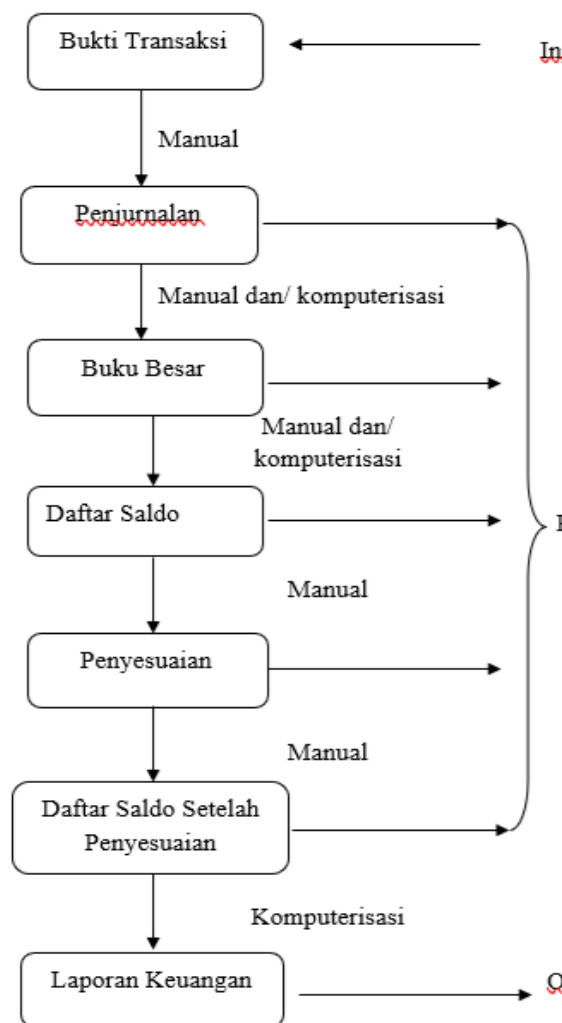 Bukti Transaksi
In
Manual
Penjurnalan
Manual dan/ komputerisasi
Buku Besar
Manual dan/
komputerisasi
Daftar Saldo
Manual
Penyesuaian
Manual
Daftar Saldo Setelah
Penyesuaian
Komputerisasi
Laporan Keuangan